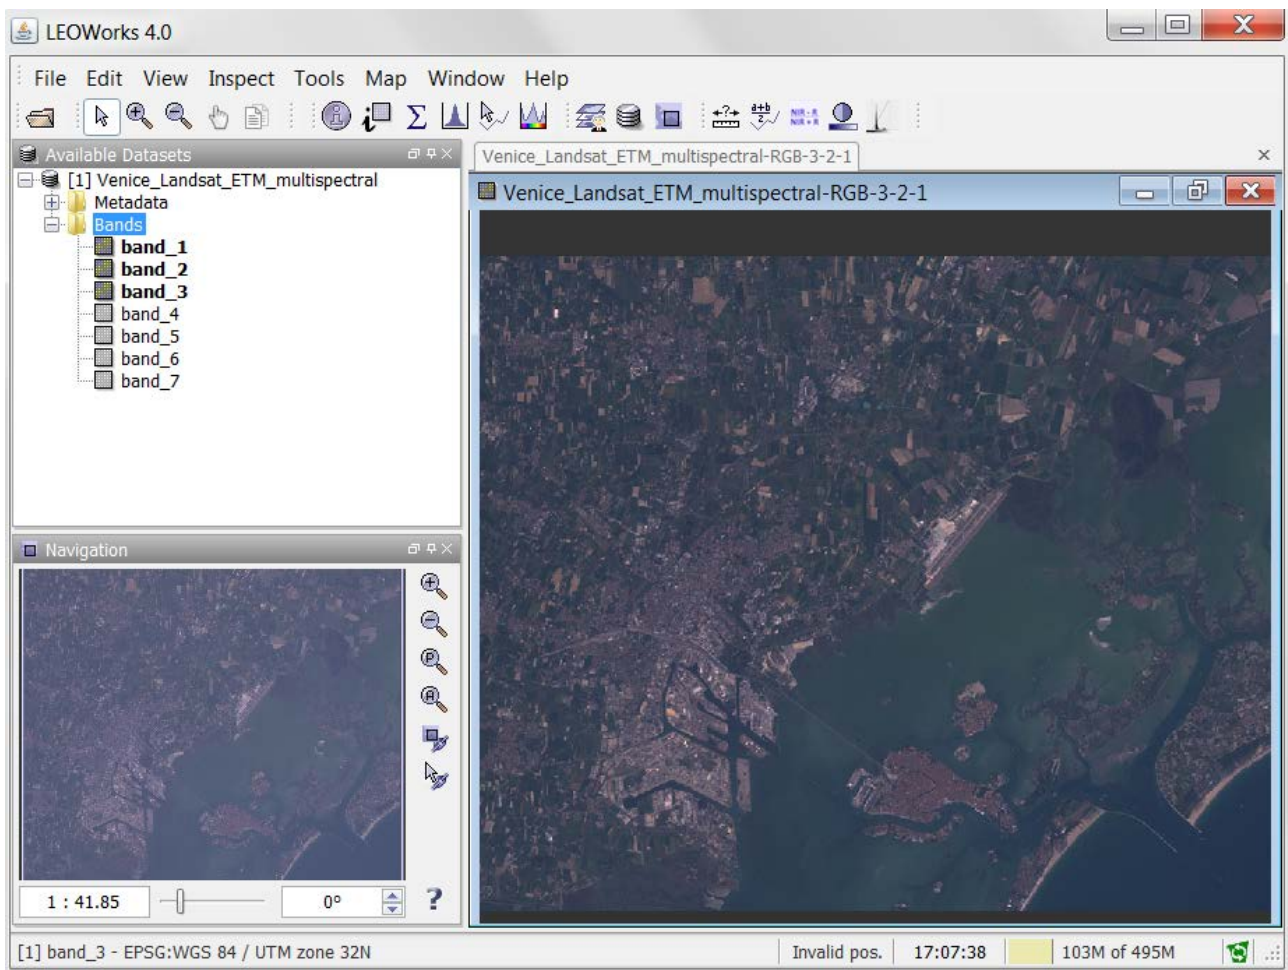 LEOWorks 4.0
File Edit View Inspect Tools Map Window Help
Available Datasets
[1] Venice_Landsat_ETM_multispectral
Metadata
Bands
band_1
band_2
band_3
band_4
band_5
band_6
band_7
Navigation
1 : 41.85
0°
?
Venice_Landsat_ETM_multispectral-RGB-3-2-1
Venice_Landsat_ETM_multispectral-RGB-3-2-1
[1] band_3 - EPSG:WGS 84 / UTM zone 32N
Invalid pos.
17:07:38
103M of 495M